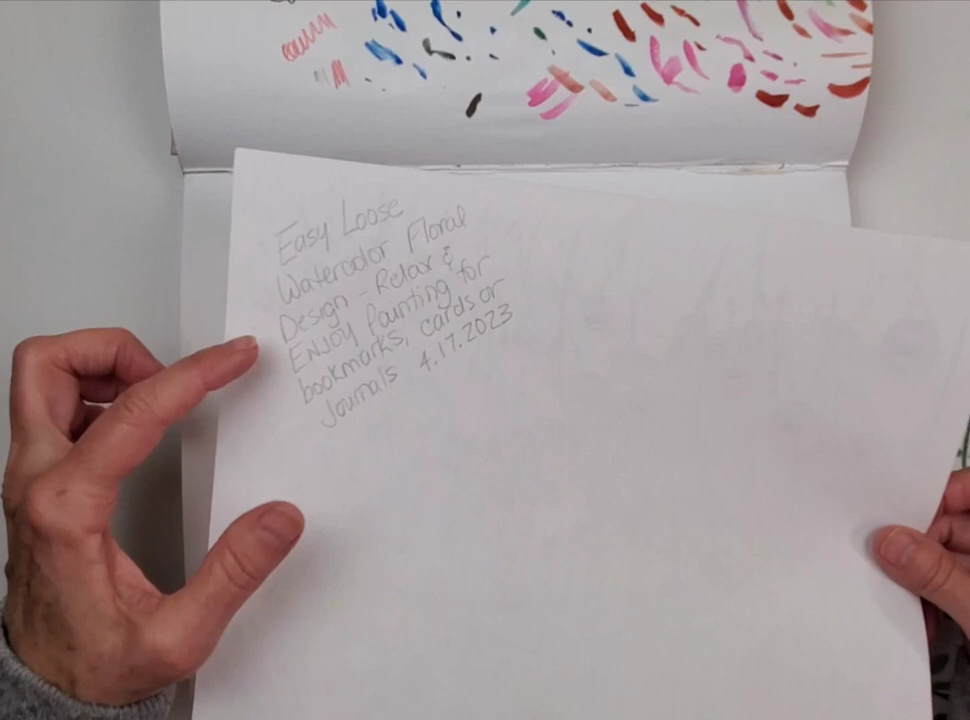 Easy Loose
Watercolor Floral
Design - Relax &
Enjoy Painting for
bookmarks, cards or
Journals 4.17.2023